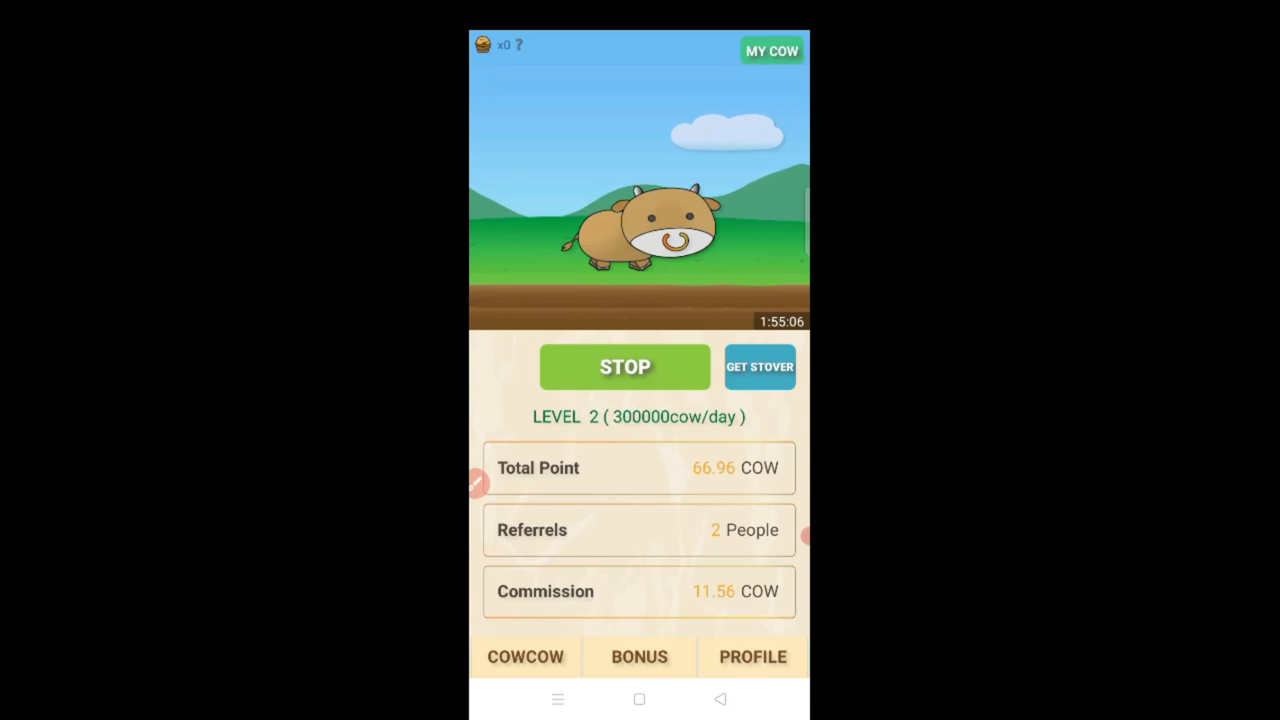 x0 ?
MY COW
1:55:06
STOP
GET STOVER
LEVEL 2 ( 300000cow/day )
Total Point 66.96 COW
Referrels 2 People
Commission 11.56 COW
COWCOW BONUS PROFILE